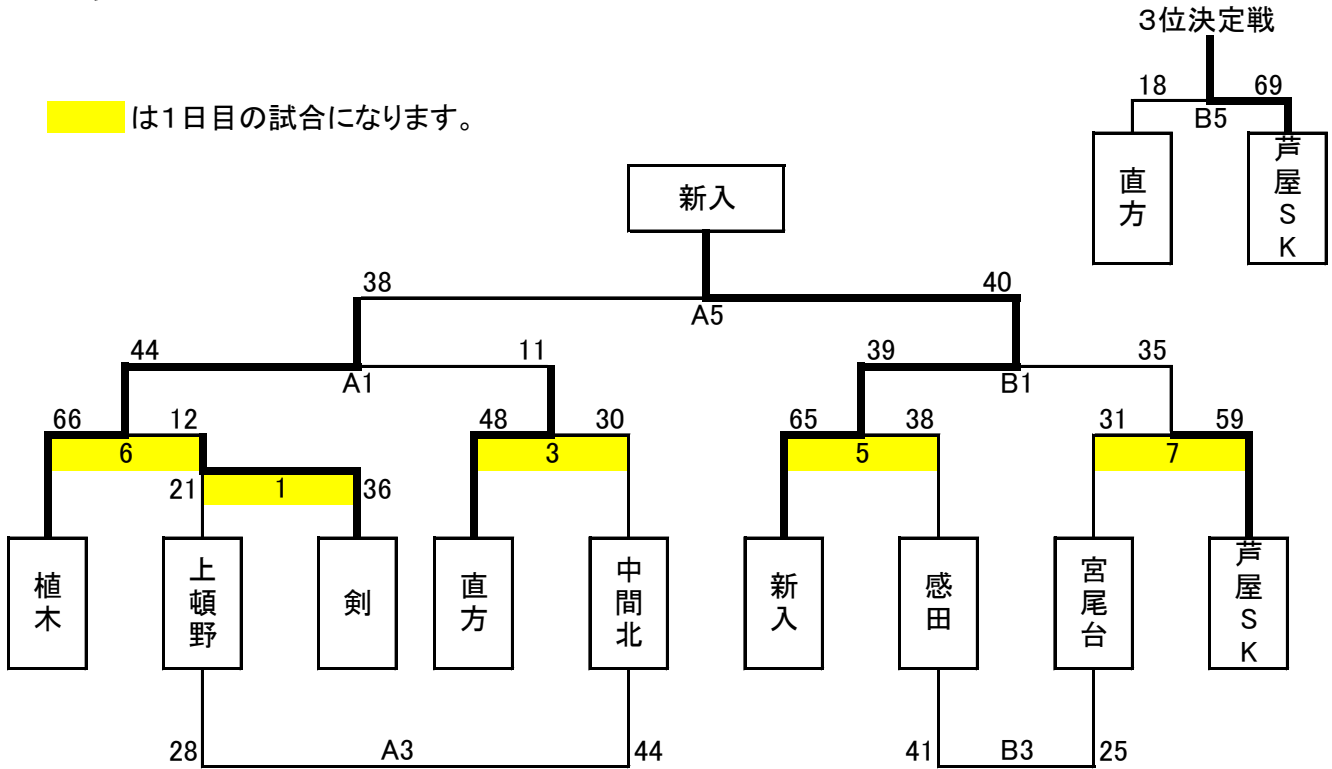 3位決定戦
18 69
B5
直方
芦屋SK
は1日目の試合になります。
新入
38 40
A5
44 11 39 35
A1 B1
66 12 48 30 65 38 31 59
6 3 5 7
21 1 36
植木
上頓野
剣
直方
中間北
新入
感田
宮尾台
芦屋SK
28 A3 44 41 B3 25